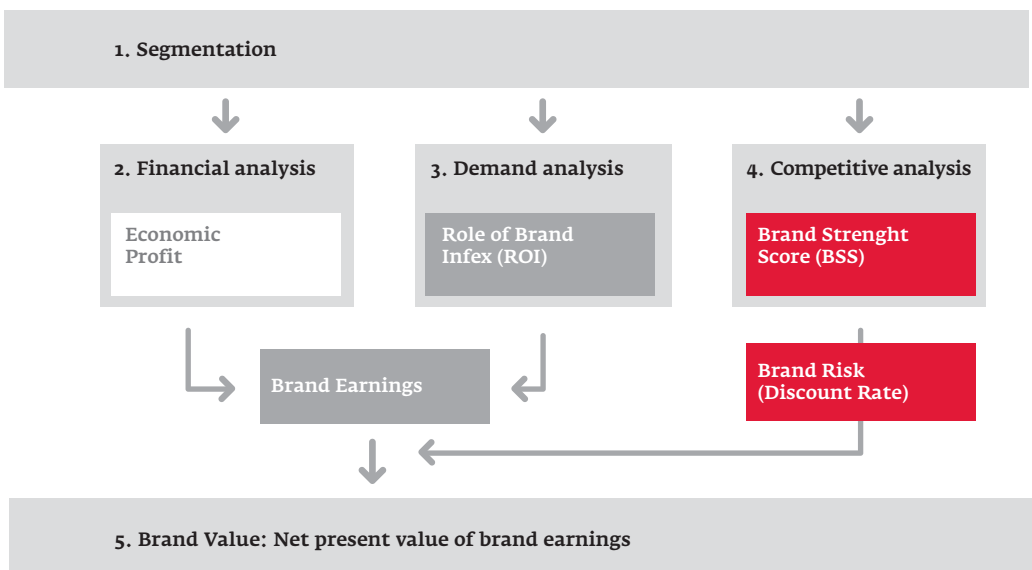 1. Segmentation
2. Financial analysis
Economic
Profit
3. Demand analysis
Role of Brand
Infex (ROI)
4. Competitive analysis
Brand Strenght
Score (BSS)
Brand Earnings
Brand Risk
(Discount Rate)
5. Brand Value: Net present value of brand earnings